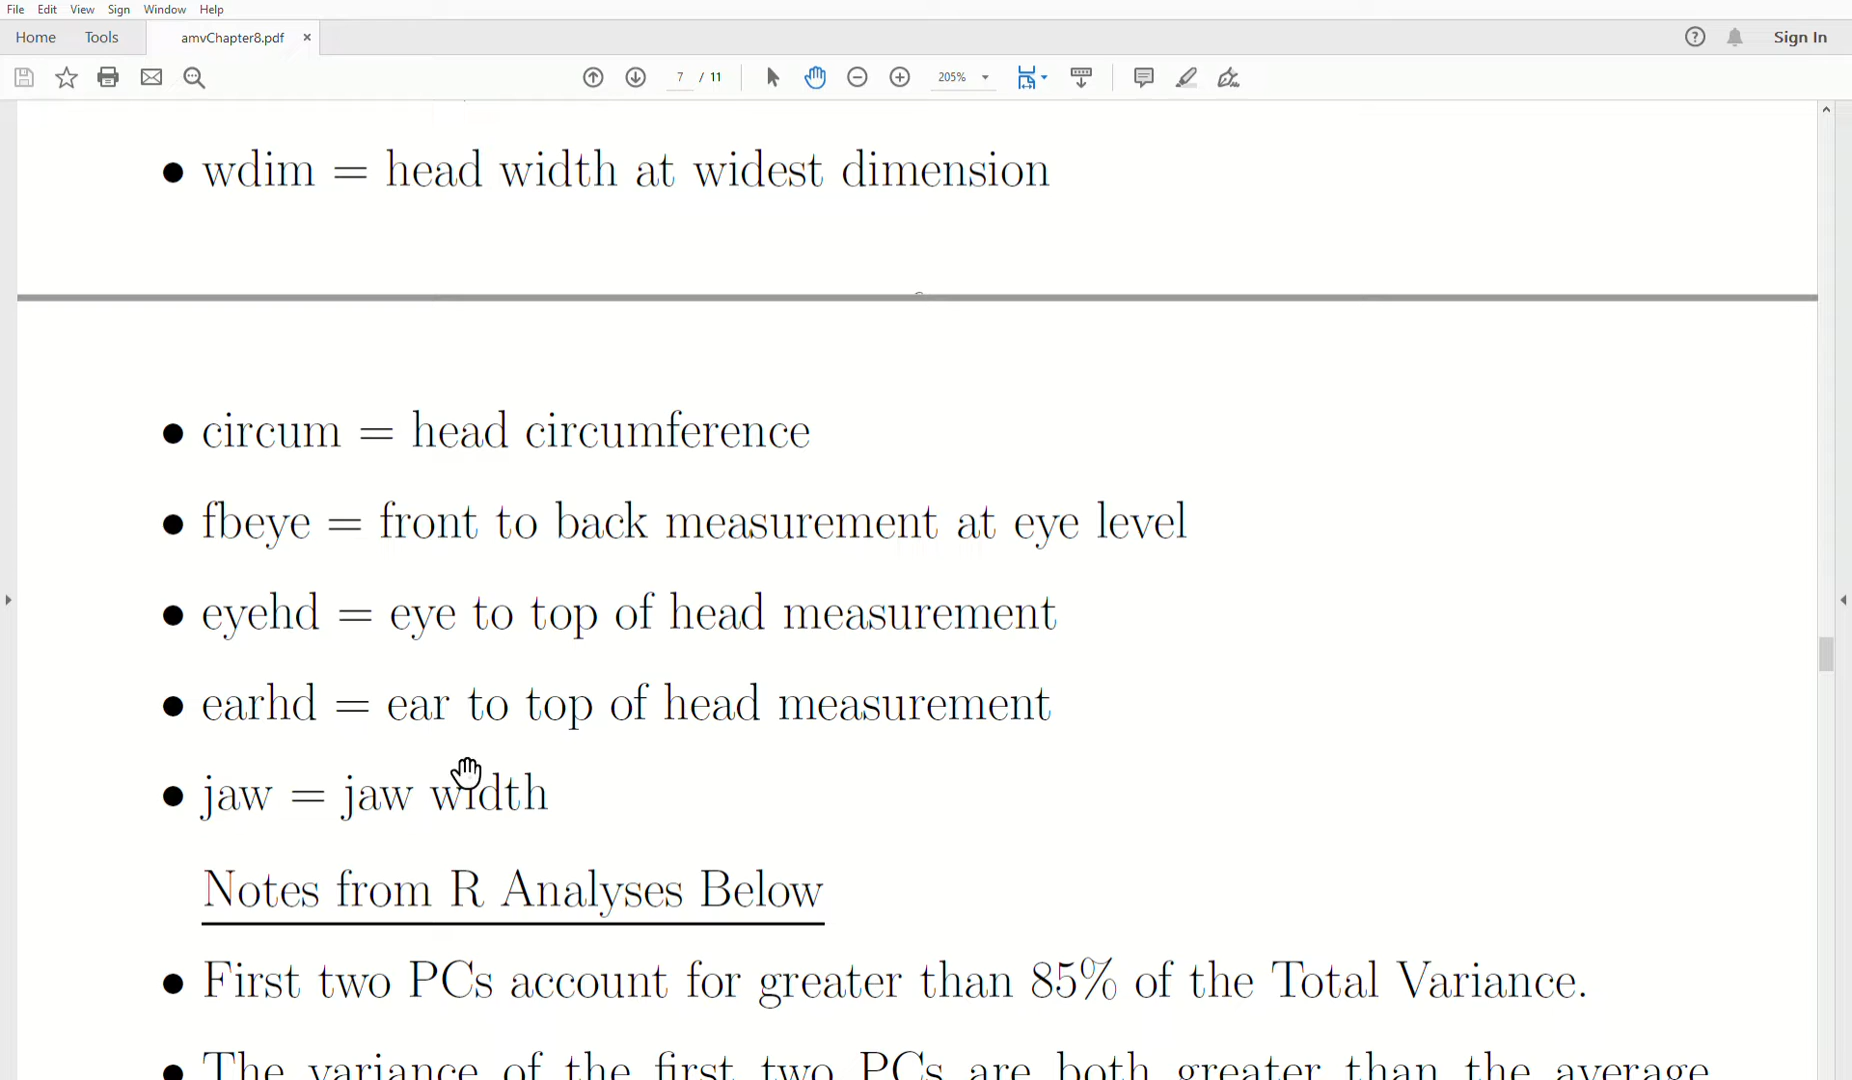 File Edit View Sign Window Help
Home Tools amvChapter8.pdf × Sign In
7 / 11 205%
• wdim = head width at widest dimension
• circum = head circumference
• fbeye = front to back measurement at eye level
• eyehd = eye to top of head measurement
• earhd = ear to top of head measurement
• jaw = jaw width
Notes from R Analyses Below
• First two PCs account for greater than 85% of the Total Variance.
• The variance of the first two PCs are both greater than the average